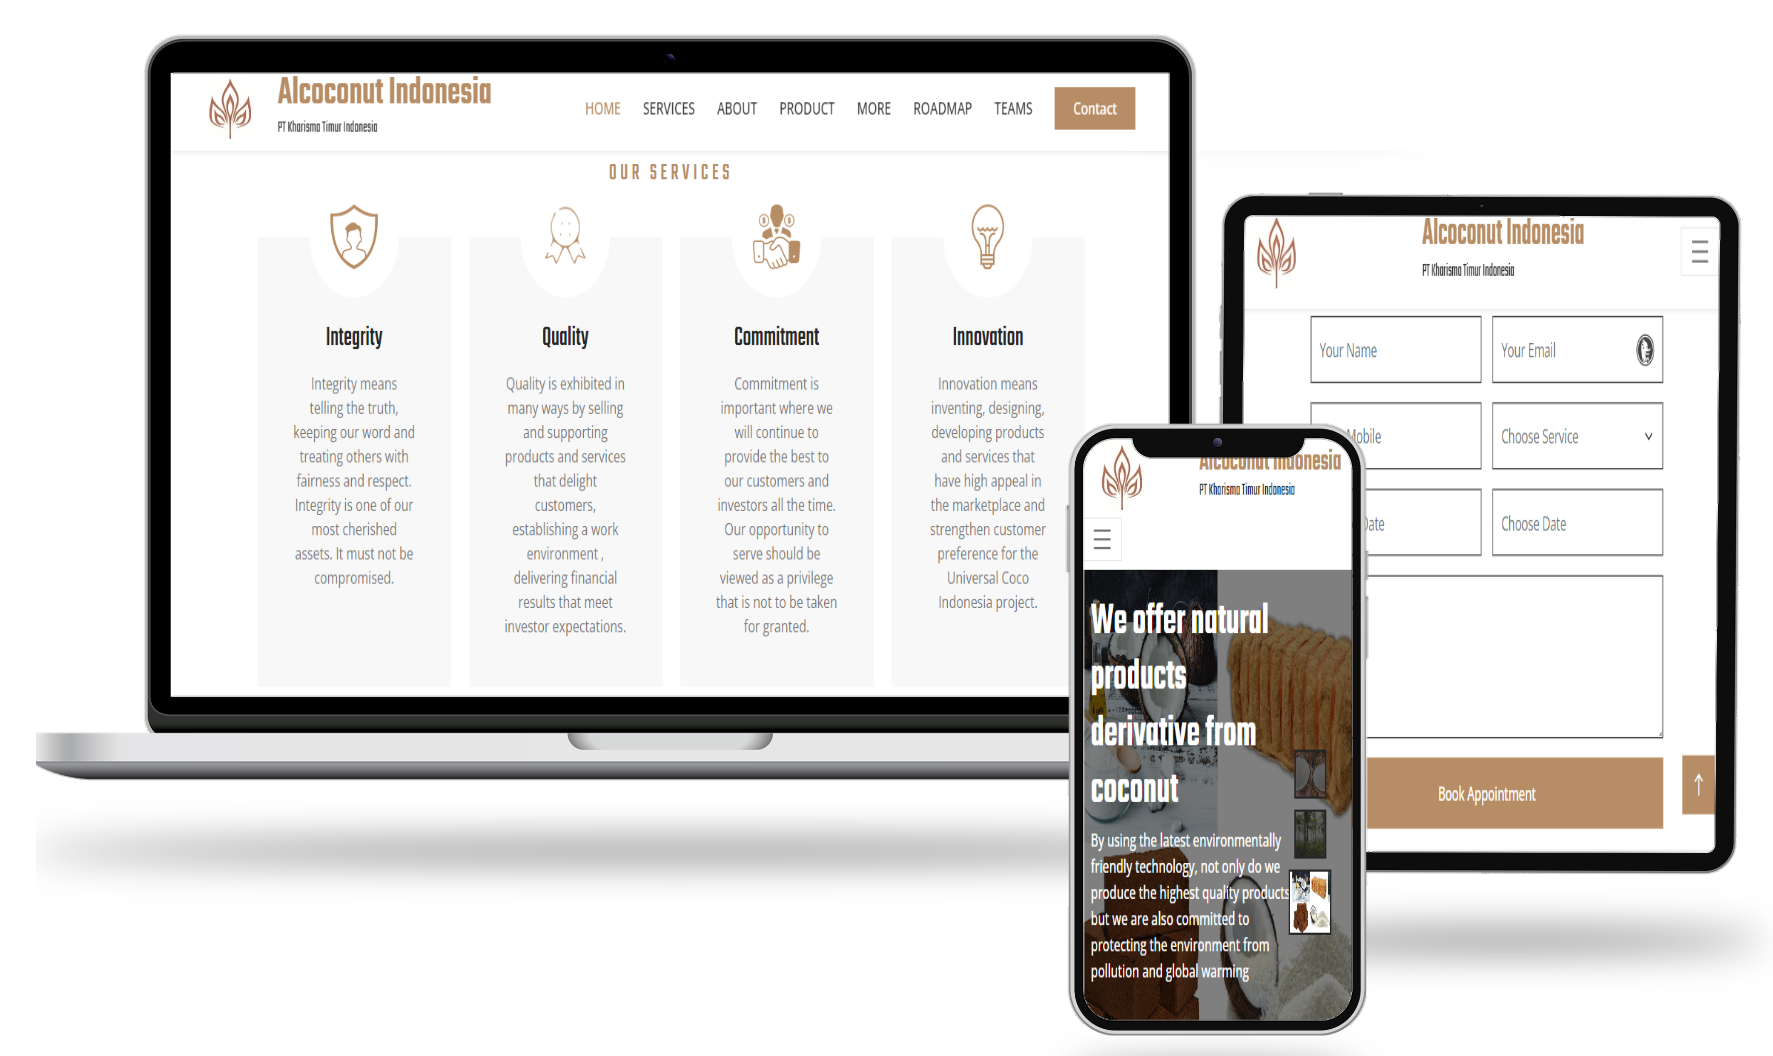 Alcoconut Indonesia
PT Kharisma Timur Indonesia
HOME SERVICES ABOUT PRODUCT MORE ROADMAP TEAMS Contact
OUR SERVICES
Integrity
Integrity means
telling the truth,
keeping our word and
treating others with
fairness and respect.
Integrity is one of our
most cherished
assets. It must not be
compromised.
Quality
Quality is exhibited in
many ways by selling
and supporting
products and services
that delight
customers,
establishing a work
environment ,
delivering financial
results that meet
investor expectations.
Commitment
Commitment is
important where we
will continue to
provide the best to
our customers and
investors all the time.
Our opportunity to
serve should be
viewed as a privilege
that is not to be taken
for granted.
Innovation
Innovation means
inventing, designing,
developing products
and services that
have high appeal in
the marketplace and
strengthen customer
preference for the
Universal Coco
Indonesia project.
Alcoconut Indonesia
PT Kharisma Timur Indonesia
Your Name
Your Email
Mobile
Choose Service
Date
Choose Date
Book Appointment
Alcoconut Indonesia
PT Kharisma Timur Indonesia
We offer natural
products
derivative from
coconut
By using the latest environmentally
friendly technology, not only do we
produce the highest quality products
but we are also committed to
protecting the environment from
pollution and global warming